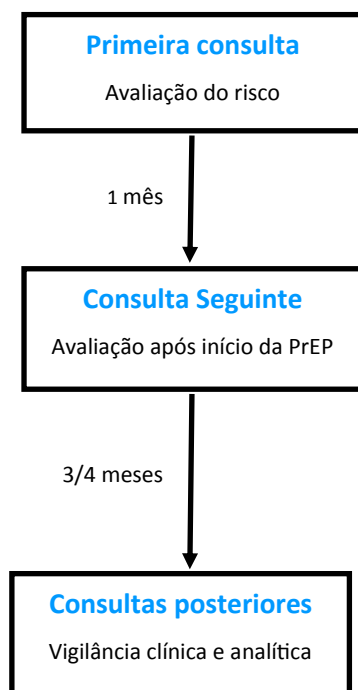 Primeira consulta
Avaliação do risco
1 mês
Consulta Seguinte
Avaliação após início da PrEP
3/4 meses
Consultas posteriores
Vigilância clínica e analítica